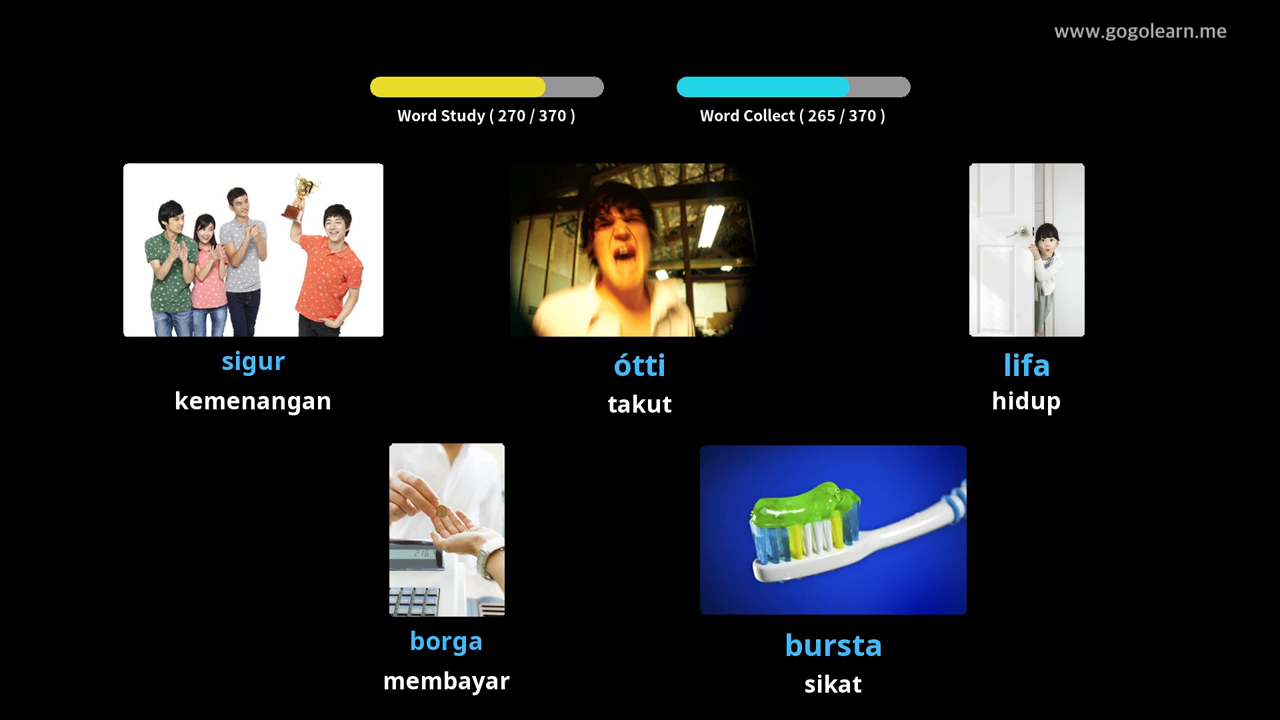 www.gogolearn.me
Word Study ( 270 / 370 )
Word Collect ( 265 / 370 )
sigur
kemenangan
ótti
takut
lifa
hidup
borga
membayar
bursta
sikat